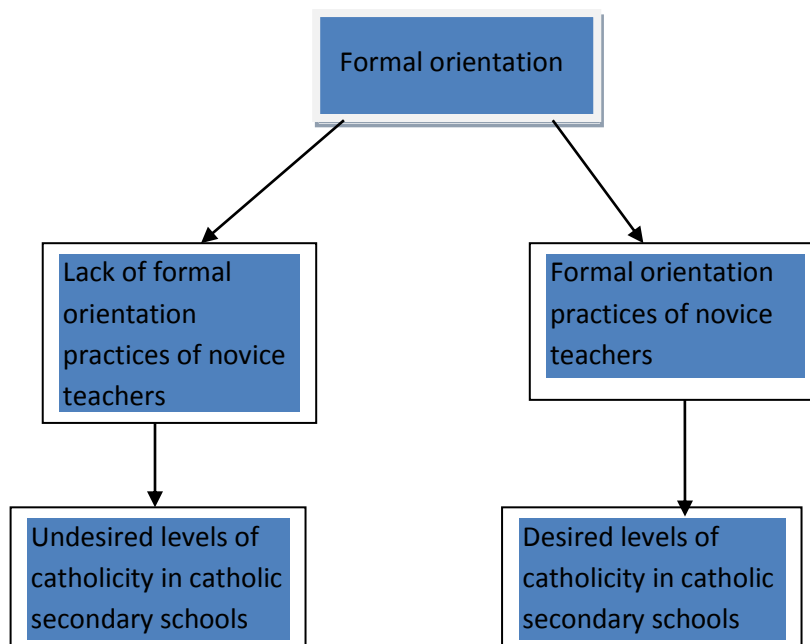 Formal orientation
Lack of formal
orientation
practices of novice
teachers
Formal orientation
practices of novice
teachers
Undesired levels of
catholicity in catholic
secondary schools
Desired levels of
catholicity in catholic
secondary schools